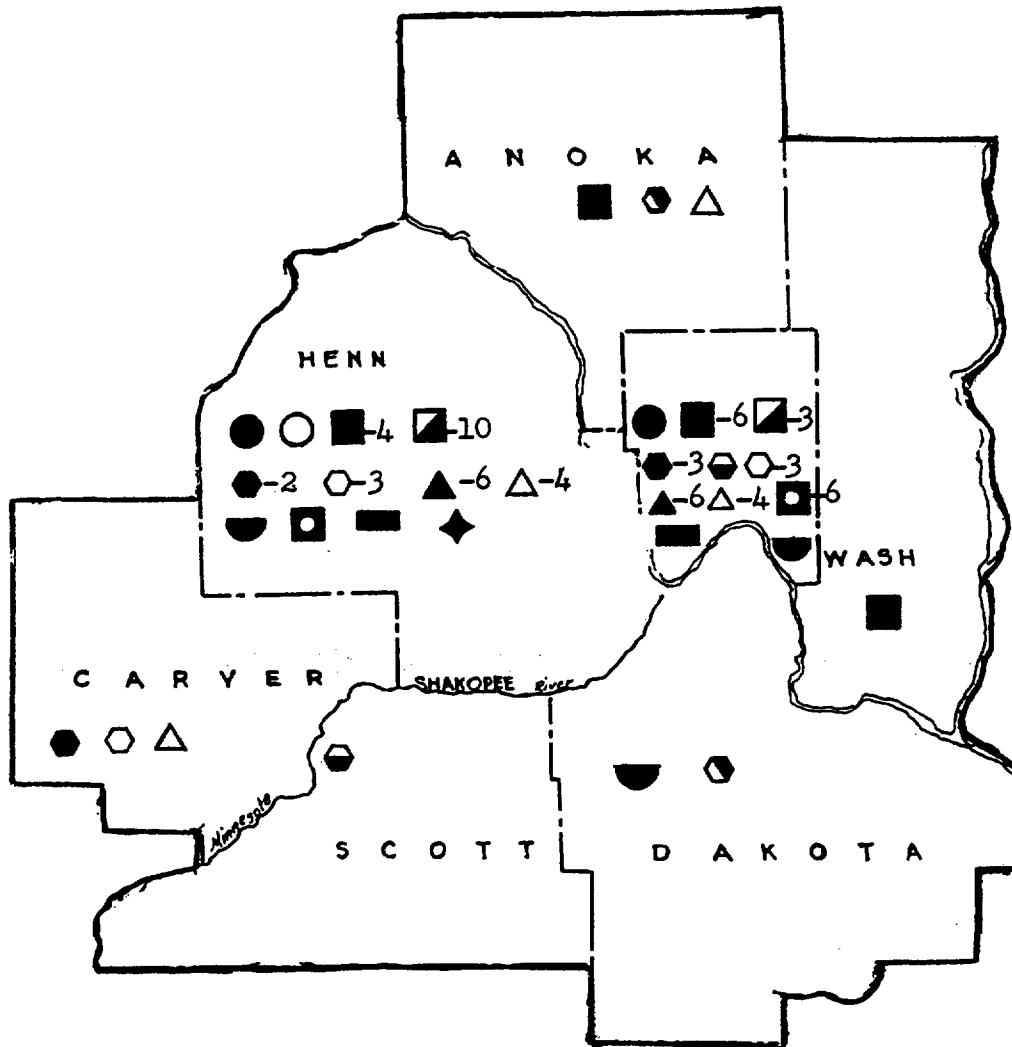 ANOKA
HENN
-6 -3
-4 -10
-3 -3
-2 -3 -6 -4
-6 -4 -6
WASH
CARVER
SHAKOPEE River
Minnesota
SCOTT
DAKOTA